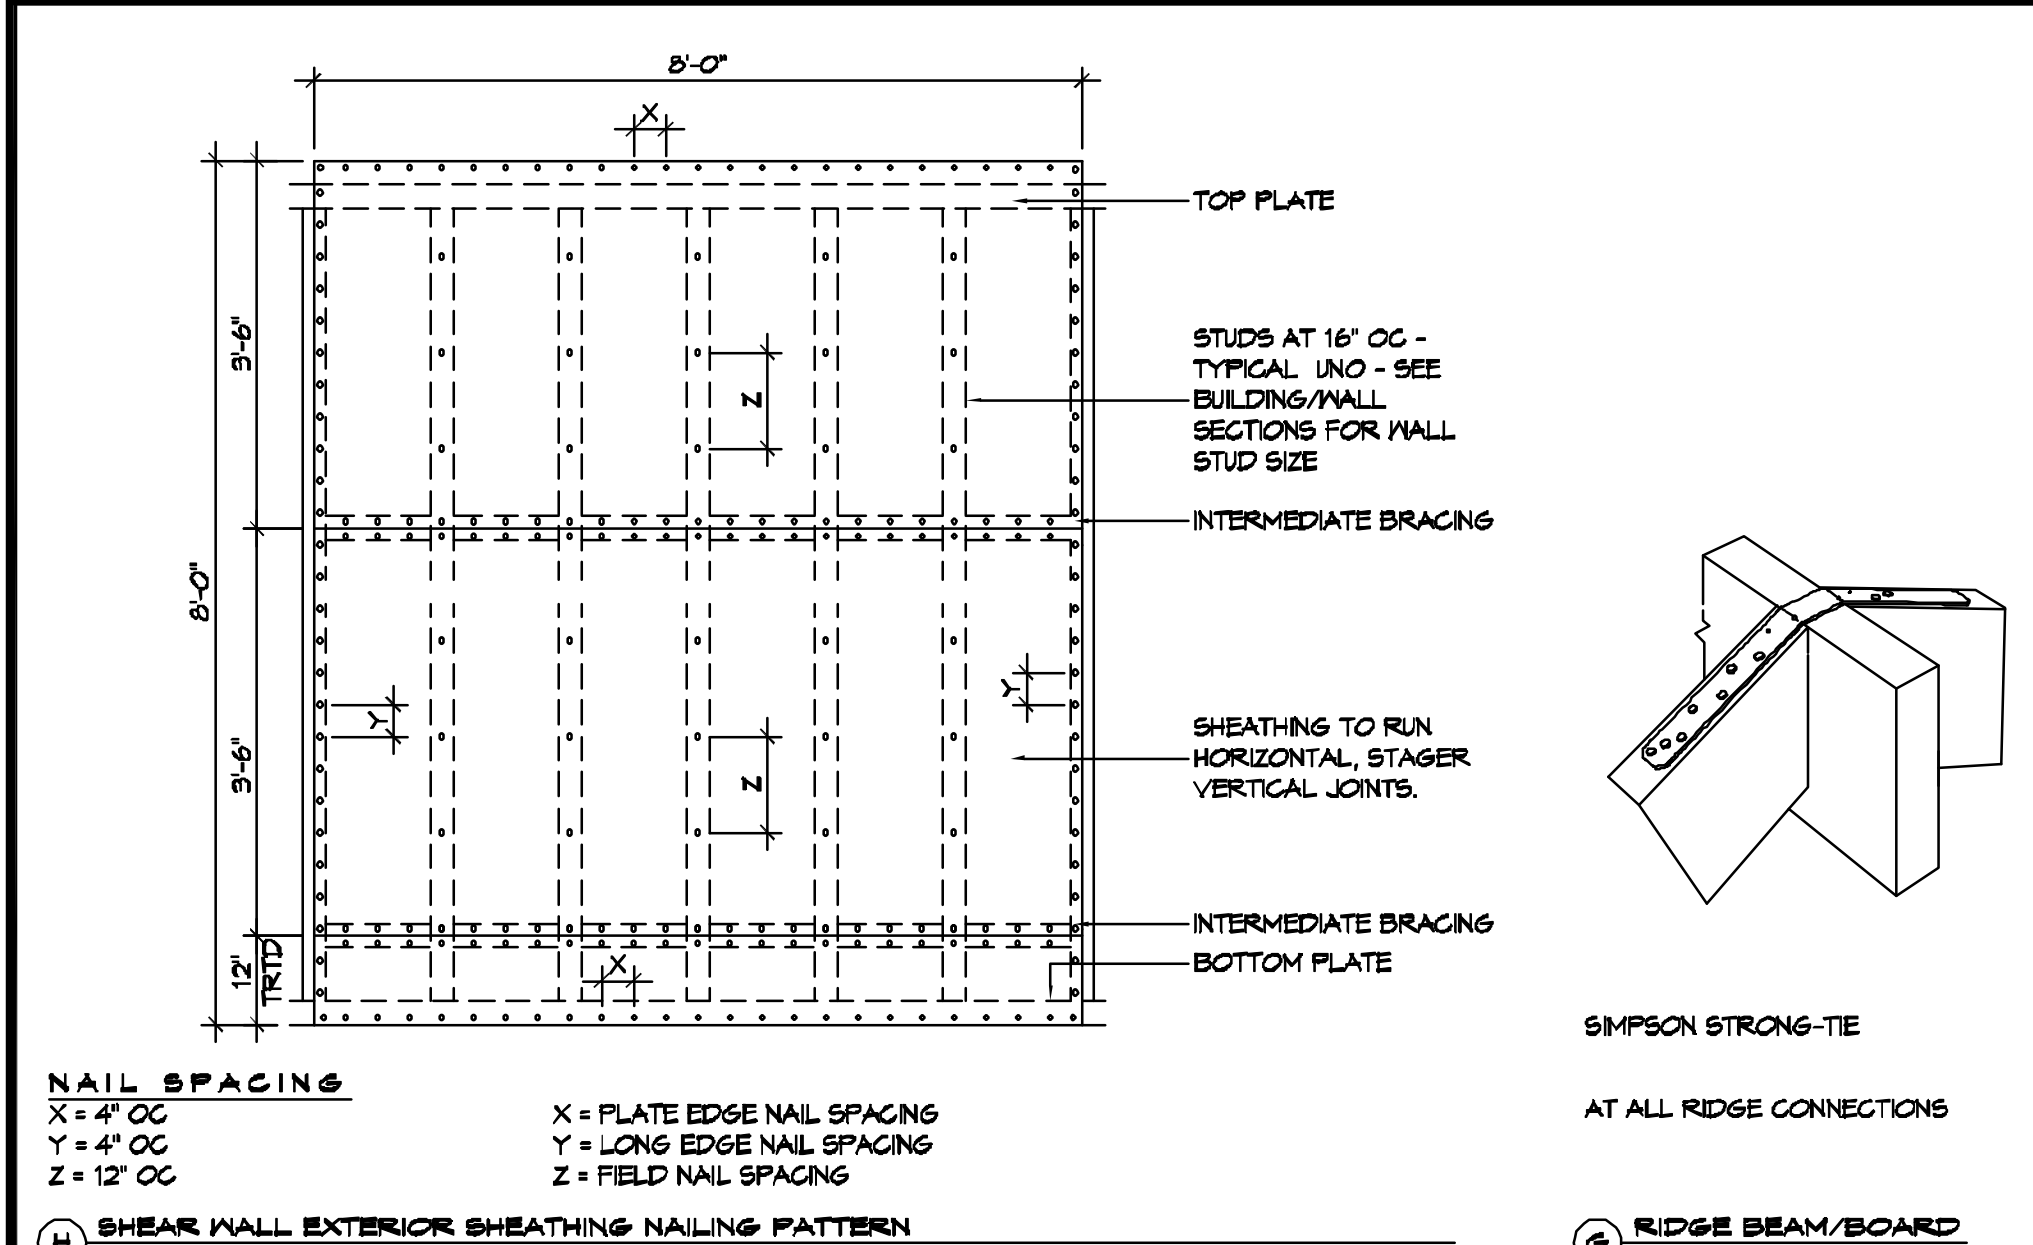 8'-0"
X
TOP PLATE
3'-6"
STUDS AT 16" OC -
TYPICAL UNO - SEE
BUILDING/WALL
SECTIONS FOR WALL
STUD SIZE
Z
INTERMEDIATE BRACING
8'-0"
Y
Y
3'-6"
Z
SHEATHING TO RUN
HORIZONTAL, STAGER
VERTICAL JOINTS.
INTERMEDIATE BRACING
BOTTOM PLATE
12"
TRTD
X
NAIL SPACING
X = 4" OC
Y = 4" OC
Z = 12" OC
X = PLATE EDGE NAIL SPACING
Y = LONG EDGE NAIL SPACING
Z = FIELD NAIL SPACING
H
SHEAR WALL EXTERIOR SHEATHING NAILING PATTERN
SIMPSON STRONG-TIE
AT ALL RIDGE CONNECTIONS
G
RIDGE BEAM/BOARD